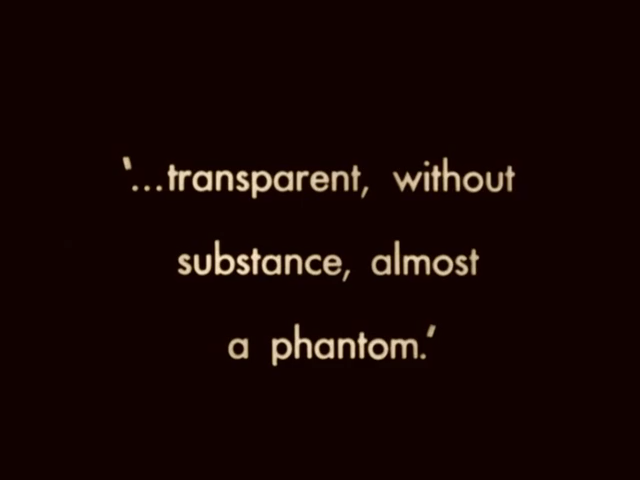 ‘...transparent, without
substance, almost
a phantom.’